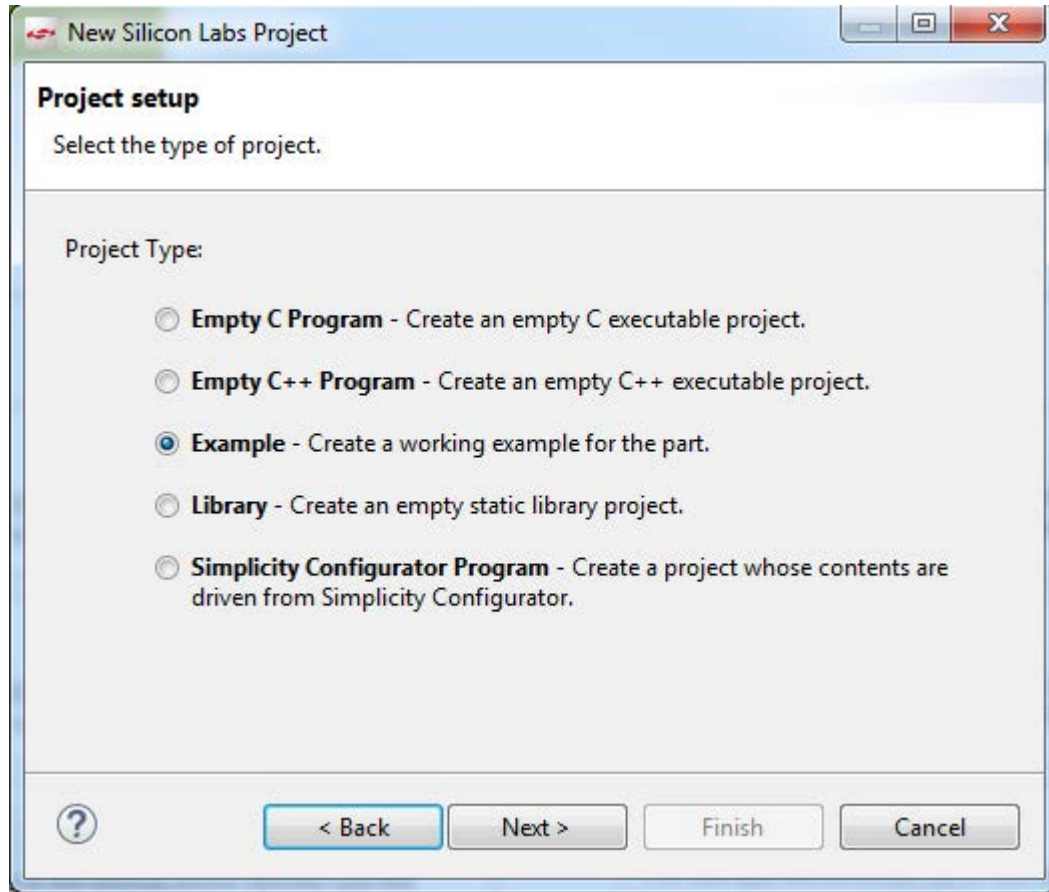 New Silicon Labs Project
Project setup
Select the type of project.
Project Type:
Empty C Program - Create an empty C executable project.
Empty C++ Program - Create an empty C++ executable project.
Example - Create a working example for the part.
Library - Create an empty static library project.
Simplicity Configurator Program - Create a project whose contents are
driven from Simplicity Configurator.
? < Back Next > Finish Cancel